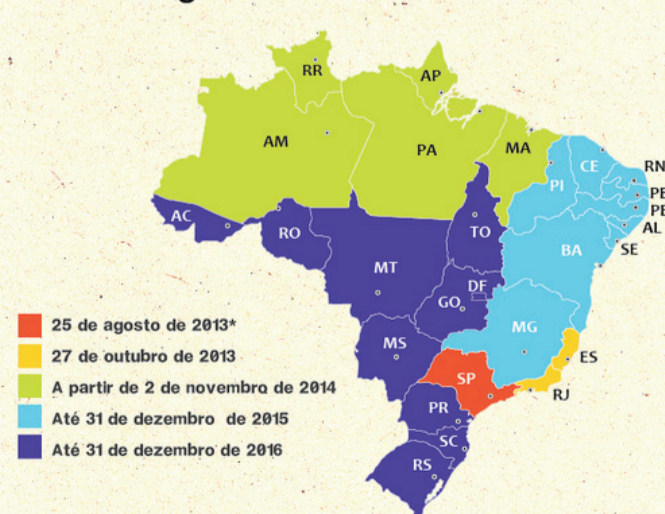 RR
AP
AM
PA
MA
CE
RN
PI
PB
PE
AL
SE
AC
RO
TO
BA
MT
DF
GO
MG
MS
ES
SP
RJ
PR
SC
RS
25 de agosto de 2013*
27 de outubro de 2013
A partir de 2 de novembro de 2014
Até 31 de dezembro de 2015
Até 31 de dezembro de 2016